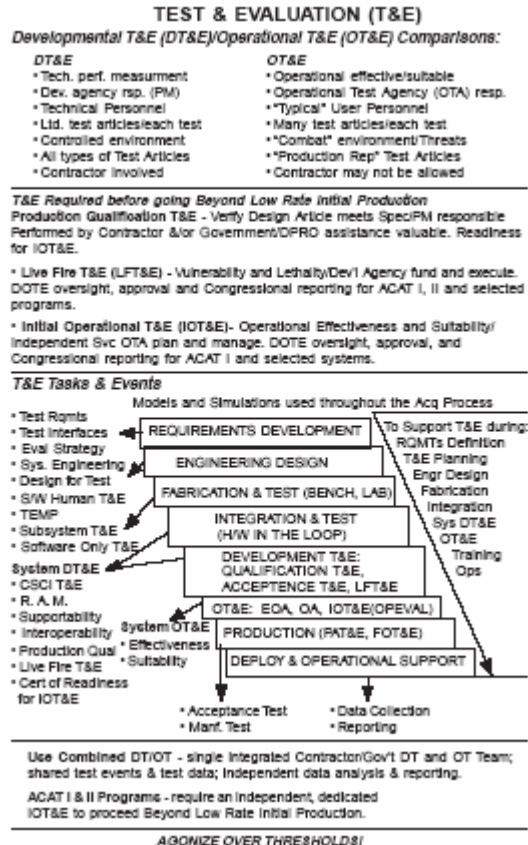 TEST & EVALUATION (T&E)
Developmental T&E (DT&E)/Operational T&E (OT&E) Comparisons:
DT&E
• Tech. perf. measurment
• Dev. agency rsp. (PM)
• Technical Personnel
• Ltd. test articles/each test
• Controlled environment
• All types of Test Articles
• Contractor Involved
OT&E
• Operational effective/suitable
• Operational Test Agency (OTA) resp.
• "Typical" User Personnel
• Many test articles/each test
• "Combat" environment/Threats
• "Production Rep" Test Articles
• Contractor may not be allowed
T&E Required before going Beyond Low Rate Initial Production
Production Qualification T&E - Verify Design Article meets Spec/PM responsible
Performed by Contractor &/or Government/DPRO assistance valuable. Readiness
for IOT&E.
• Live Fire T&E (LFT&E) - Vulnerability and Lethality/Dev'l Agency fund and execute.
DOTE oversight, approval and Congressional reporting for ACAT I, II and selected
programs.
• Initial Operational T&E (IOT&E)- Operational Effectiveness and Suitability/
Independent Svc OTA plan and manage. DOTE oversight, approval, and
Congressional reporting for ACAT I and selected systems.
T&E Tasks & Events
Models and Simulations used throughout the Acq Process
• Test Rqmts
• Test Interfaces
• Eval Strategy
• Sys. Engineering
• Design for Test
• S/W Human T&E
• TEMP
• Subsystem T&E
• Software Only T&E
System DT&E
• CSCI T&E
• R. A. M.
• Supportability
• Interoperability
• Production Qual
• Live Fire T&E
• Cert of Readiness
for IOT&E
System OT&E
• Effectiveness
• Suitability
REQUIREMENTS DEVELOPMENT
ENGINEERING DESIGN
FABRICATION & TEST (BENCH, LAB)
INTEGRATION & TEST
(H/W IN THE LOOP)
DEVELOPMENT T&E:
QUALIFICATION T&E,
ACCEPTENCE T&E, LFT&E
OT&E: EOA, OA, IOT&E(OPEVAL)
PRODUCTION (PAT&E, FOT&E)
DEPLOY & OPERATIONAL SUPPORT
To Support T&E during:
RQMTs Definition
T&E Planning
Engr Design
Fabrication
Integration
Sys DT&E
OT&E
Training
Ops
• Acceptance Test
• Manf. Test
• Data Collection
• Reporting
Use Combined DT/OT - single Integrated Contractor/Gov't DT and OT Team;
shared test events & test data; Independent data analysis & reporting.
ACAT I & II Programs - require an Independent, dedicated
IOT&E to proceed Beyond Low Rate Initial Production.
AGONIZE OVER THRESHOLDS!